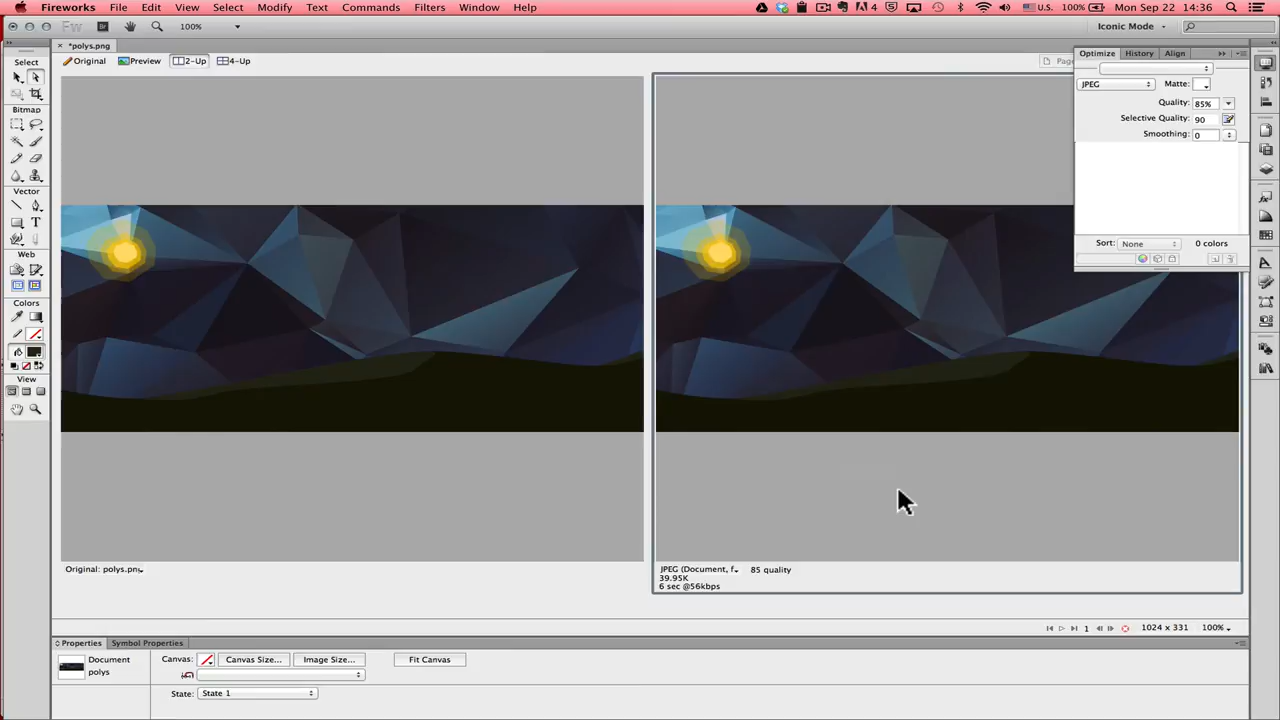 Fireworks File Edit View Select Modify Text Commands Filters Window Help 4 5 U.S. 100% Mon Sep 22 14:36
Fw 100% Iconic Mode
*polys.png
Original Preview 2-Up 4-Up Page
Select
Bitmap
Vector
T
Web
Colors
View
Optimize History Align
JPEG Matte:
Quality: 85%
Selective Quality: 90
Smoothing: 0
Sort: None 0 colors
Original: polys.png
JPEG (Document, f 85 quality
39.95K
6 sec @56kbps
1 1024 x 331 100%
Properties Symbol Properties
Document
polys
Canvas: Canvas Size... Image Size... Fit Canvas
State: State 1